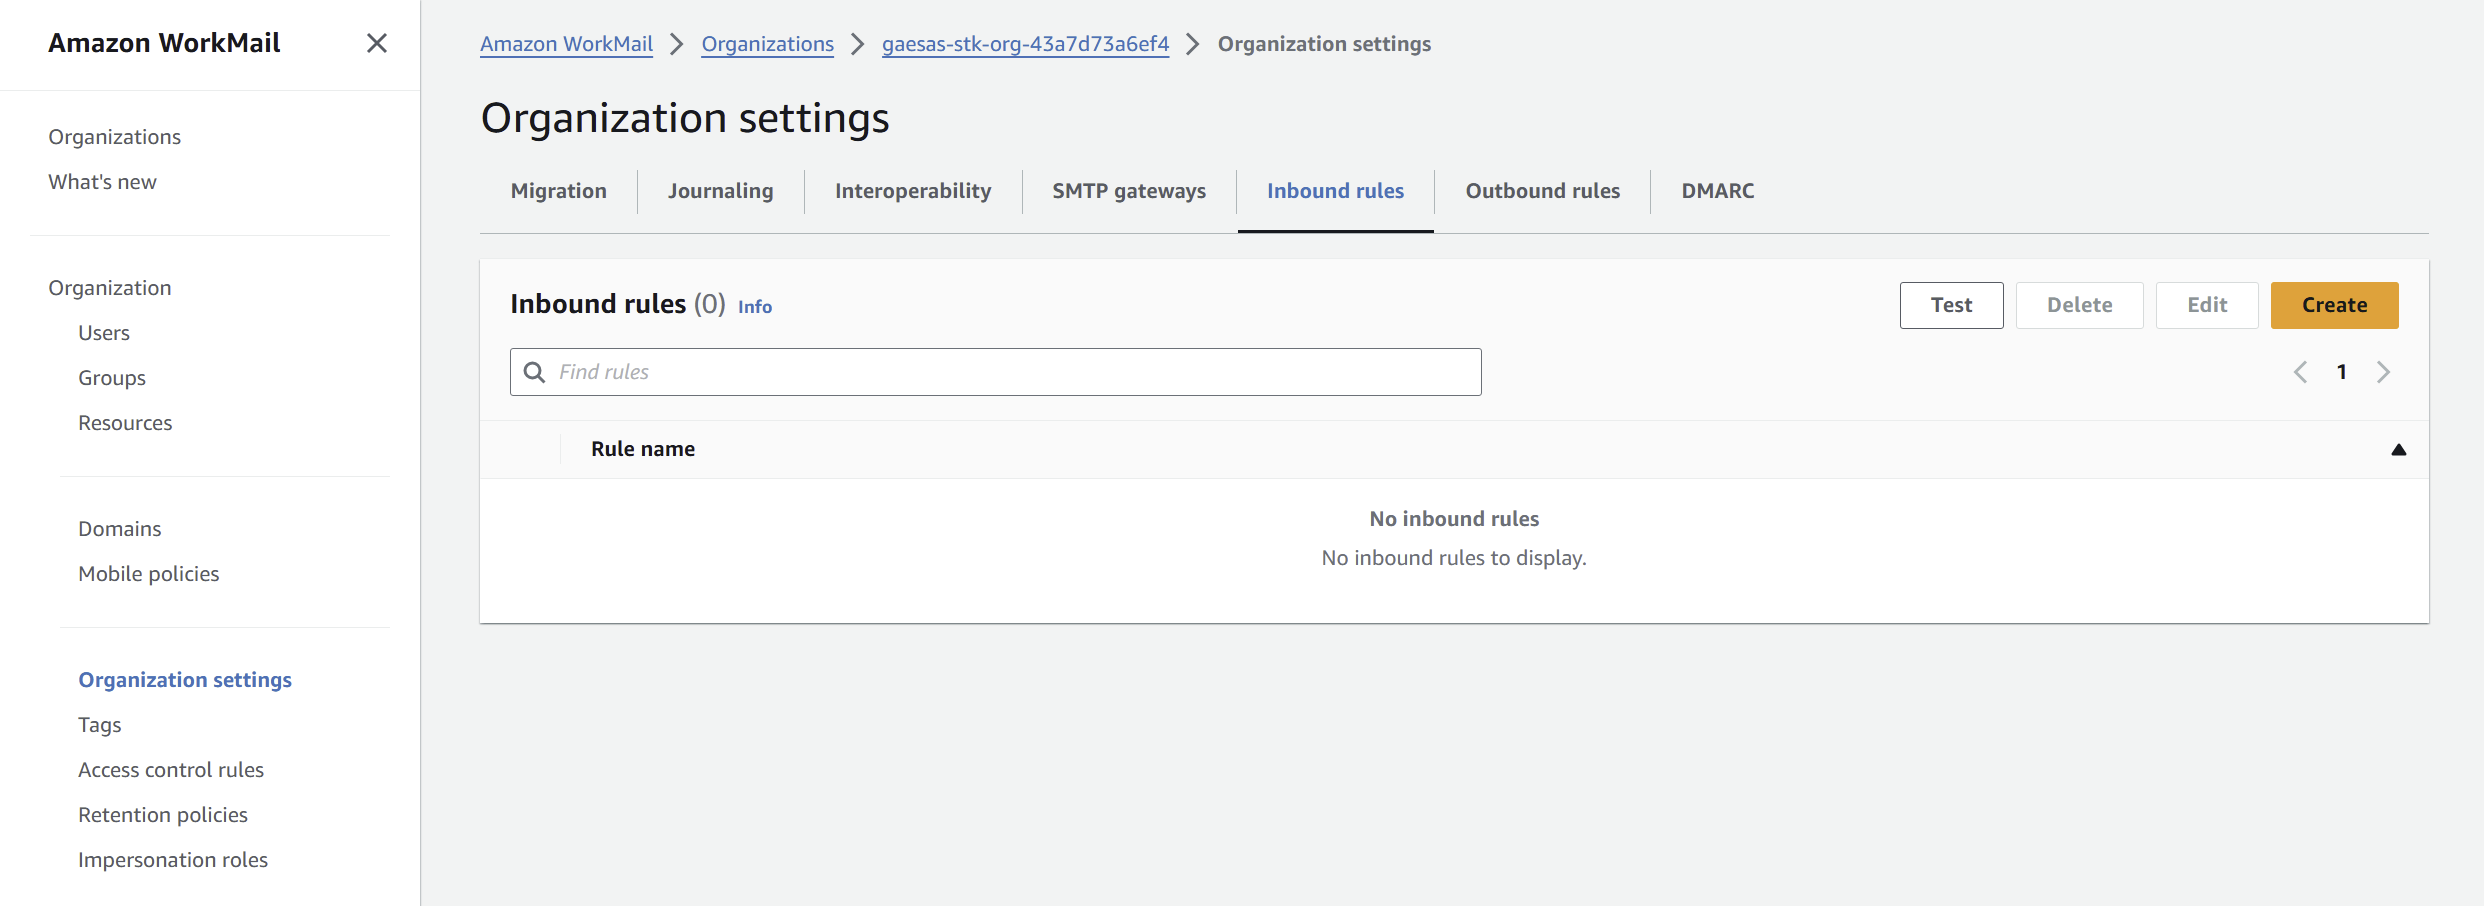 Amazon WorkMail
Organizations
What's new
Organization
Users
Groups
Resources
Domains
Mobile policies
Organization settings
Tags
Access control rules
Retention policies
Impersonation roles
Amazon WorkMail > Organizations > gaesas-stk-org-43a7d73a6ef4 > Organization settings
Organization settings
Migration Journaling Interoperability SMTP gateways Inbound rules Outbound rules DMARC
Inbound rules (0) Info Test Delete Edit Create
Find rules 1
Rule name
No inbound rules
No inbound rules to display.